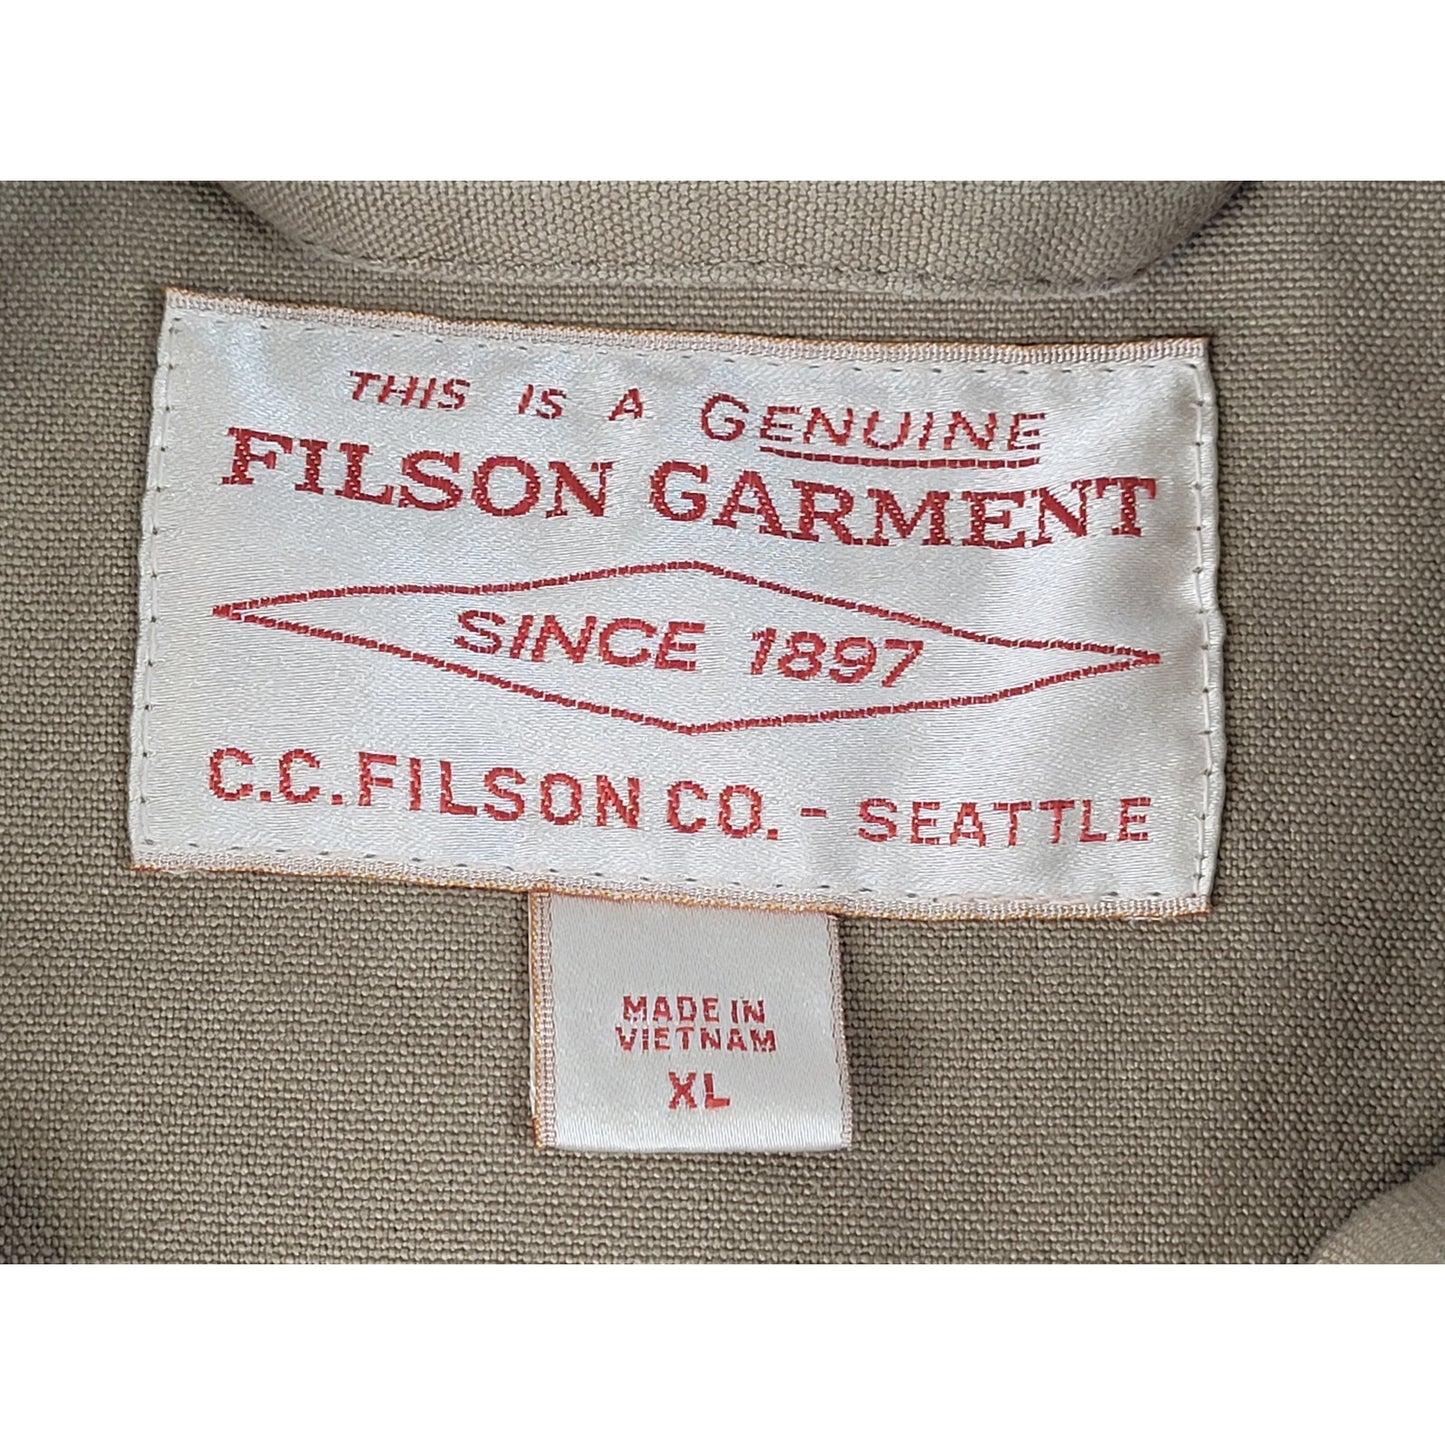 THIS IS A GENUINE
FILSON GARMENT
SINCE 1897
C.C. FILSON CO. - SEATTLE
MADE IN
VIETNAM
XL